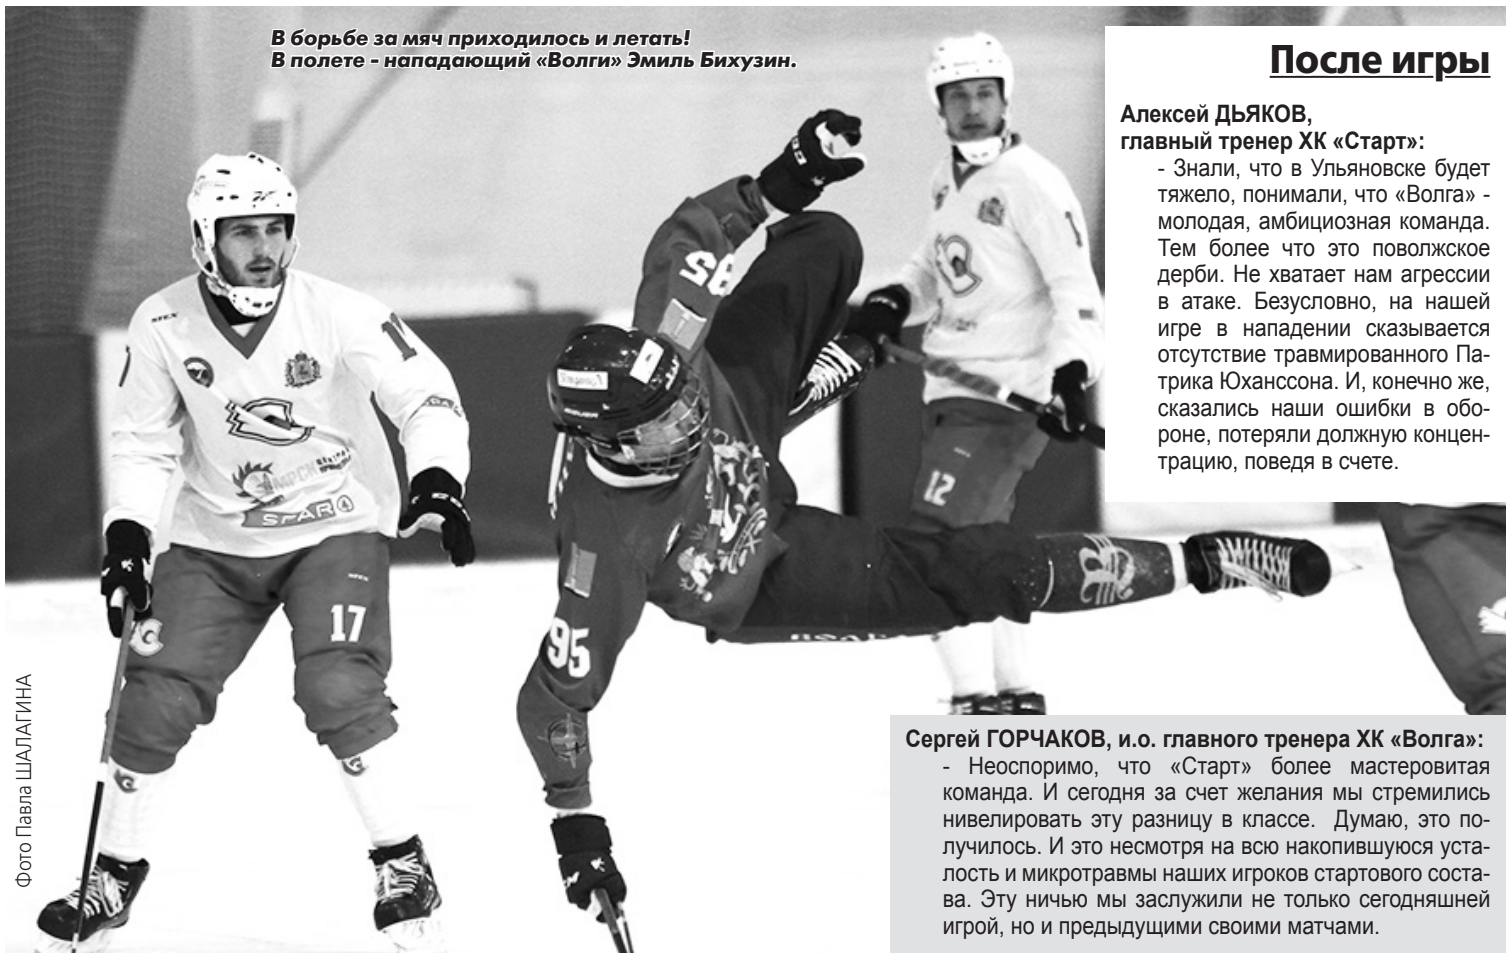 В борьбе за мяч приходилось и летать!
В полете - нападающий «Волги» Эмиль Бихузин.
После игры
Алексей ДЬЯКОВ,
главный тренер ХК «Старт»:
- Знали, что в Ульяновске будет
тяжело, понимали, что «Волга» -
молодая, амбициозная команда.
Тем более что это поволжское
дерби. Не хватает нам агрессии
в атаке. Безусловно, на нашей
игре в нападении сказывается
отсутствие травмированного Па-
трика Юханссона. И, конечно же,
сказались наши ошибки в обо-
роне, потеряли должную концен-
трацию, поведя в счете.
STEX
17
SPAR
STEX
17
95
95
12
Фото Павла ШАЛАГИНА
Сергей ГОРЧАКОВ, и.о. главного тренера ХК «Волга»:
- Неоспоримо, что «Старт» более мастеровитая
команда. И сегодня за счет желания мы стремились
нивелировать эту разницу в классе. Думаю, это по-
лучилось. И это несмотря на всю накопившуюся уста-
лость и микротравмы наших игроков стартового соста-
ва. Эту ничью мы заслужили не только сегодняшней
игрой, но и предыдущими своими матчами.